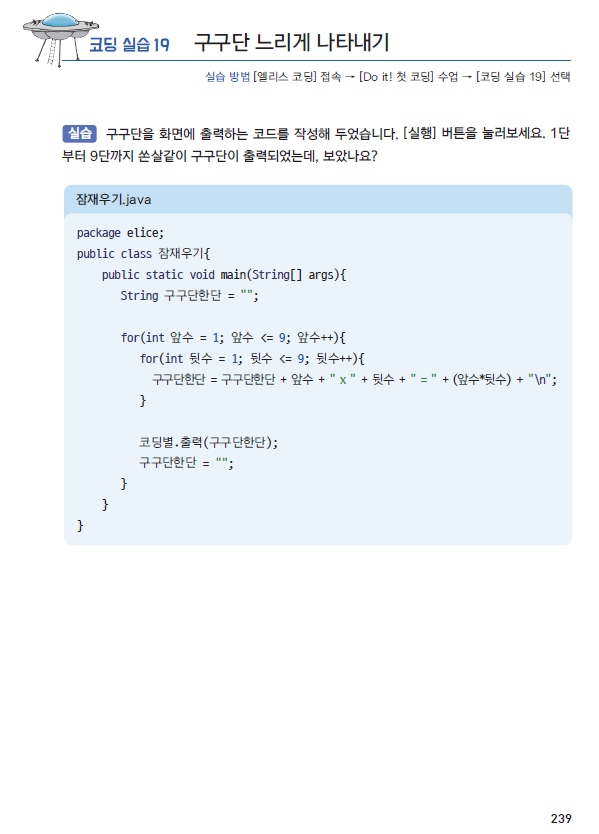 코딩 실습 19 구구단 느리게 나타내기
실습 방법 [엘리스 코딩] 접속 → [Do it! 첫 코딩] 수업 → [코딩 실습 19] 선택
실습 구구단을 화면에 출력하는 코드를 작성해 두었습니다. [실행] 버튼을 눌러보세요. 1단
부터 9단까지 쏜살같이 구구단이 출력되었는데, 보았나요?
잠재우기.java
package elice;
public class 잠재우기{
    public static void main(String[] args){
        String 구구단한단 = "";
        for(int 앞수 = 1; 앞수 <= 9; 앞수++){
            for(int 뒷수 = 1; 뒷수 <= 9; 뒷수++){
                구구단한단 = 구구단한단 + 앞수 + " x " + 뒷수 + " = " + (앞수*뒷수) + "\n";
            }
            코딩별.출력(구구단한단);
            구구단한단 = "";
        }
    }
}
239